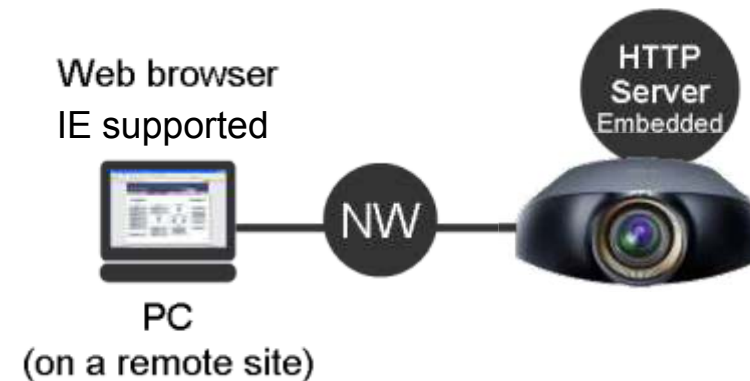 Web browser
IE supported
HTTP
Server
Embedded
NW
PC
(on a remote site)